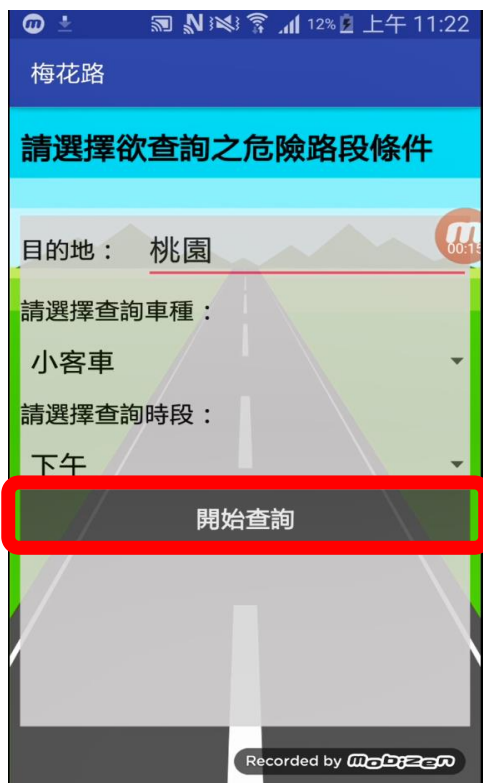 12% 上午 11:22
梅花路
請選擇欲查詢之危險路段條件
目的地： 桃園
00:15
請選擇查詢車種：
小客車
請選擇查詢時段：
下午
開始查詢
Recorded by mobizen